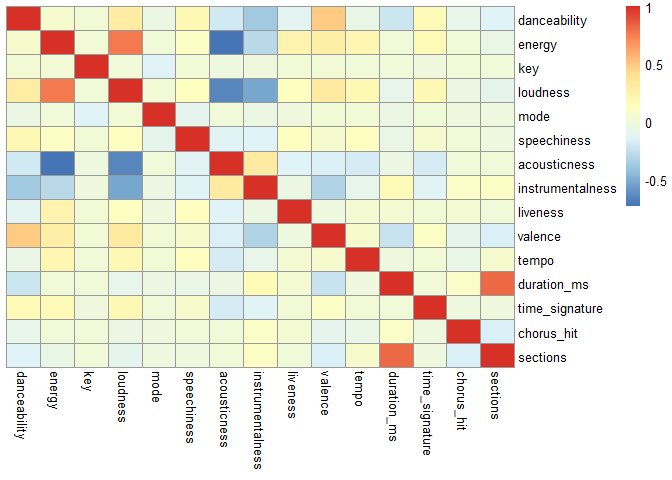 danceability
energy
key
loudness
mode
speechiness
acousticness
instrumentalness
liveness
valence
tempo
duration_ms
time_signature
chorus_hit
sections
1
0.5
0
-0.5
danceability
energy
key
loudness
mode
speechiness
acousticness
instrumentalness
liveness
valence
tempo
duration_ms
time_signature
chorus_hit
sections